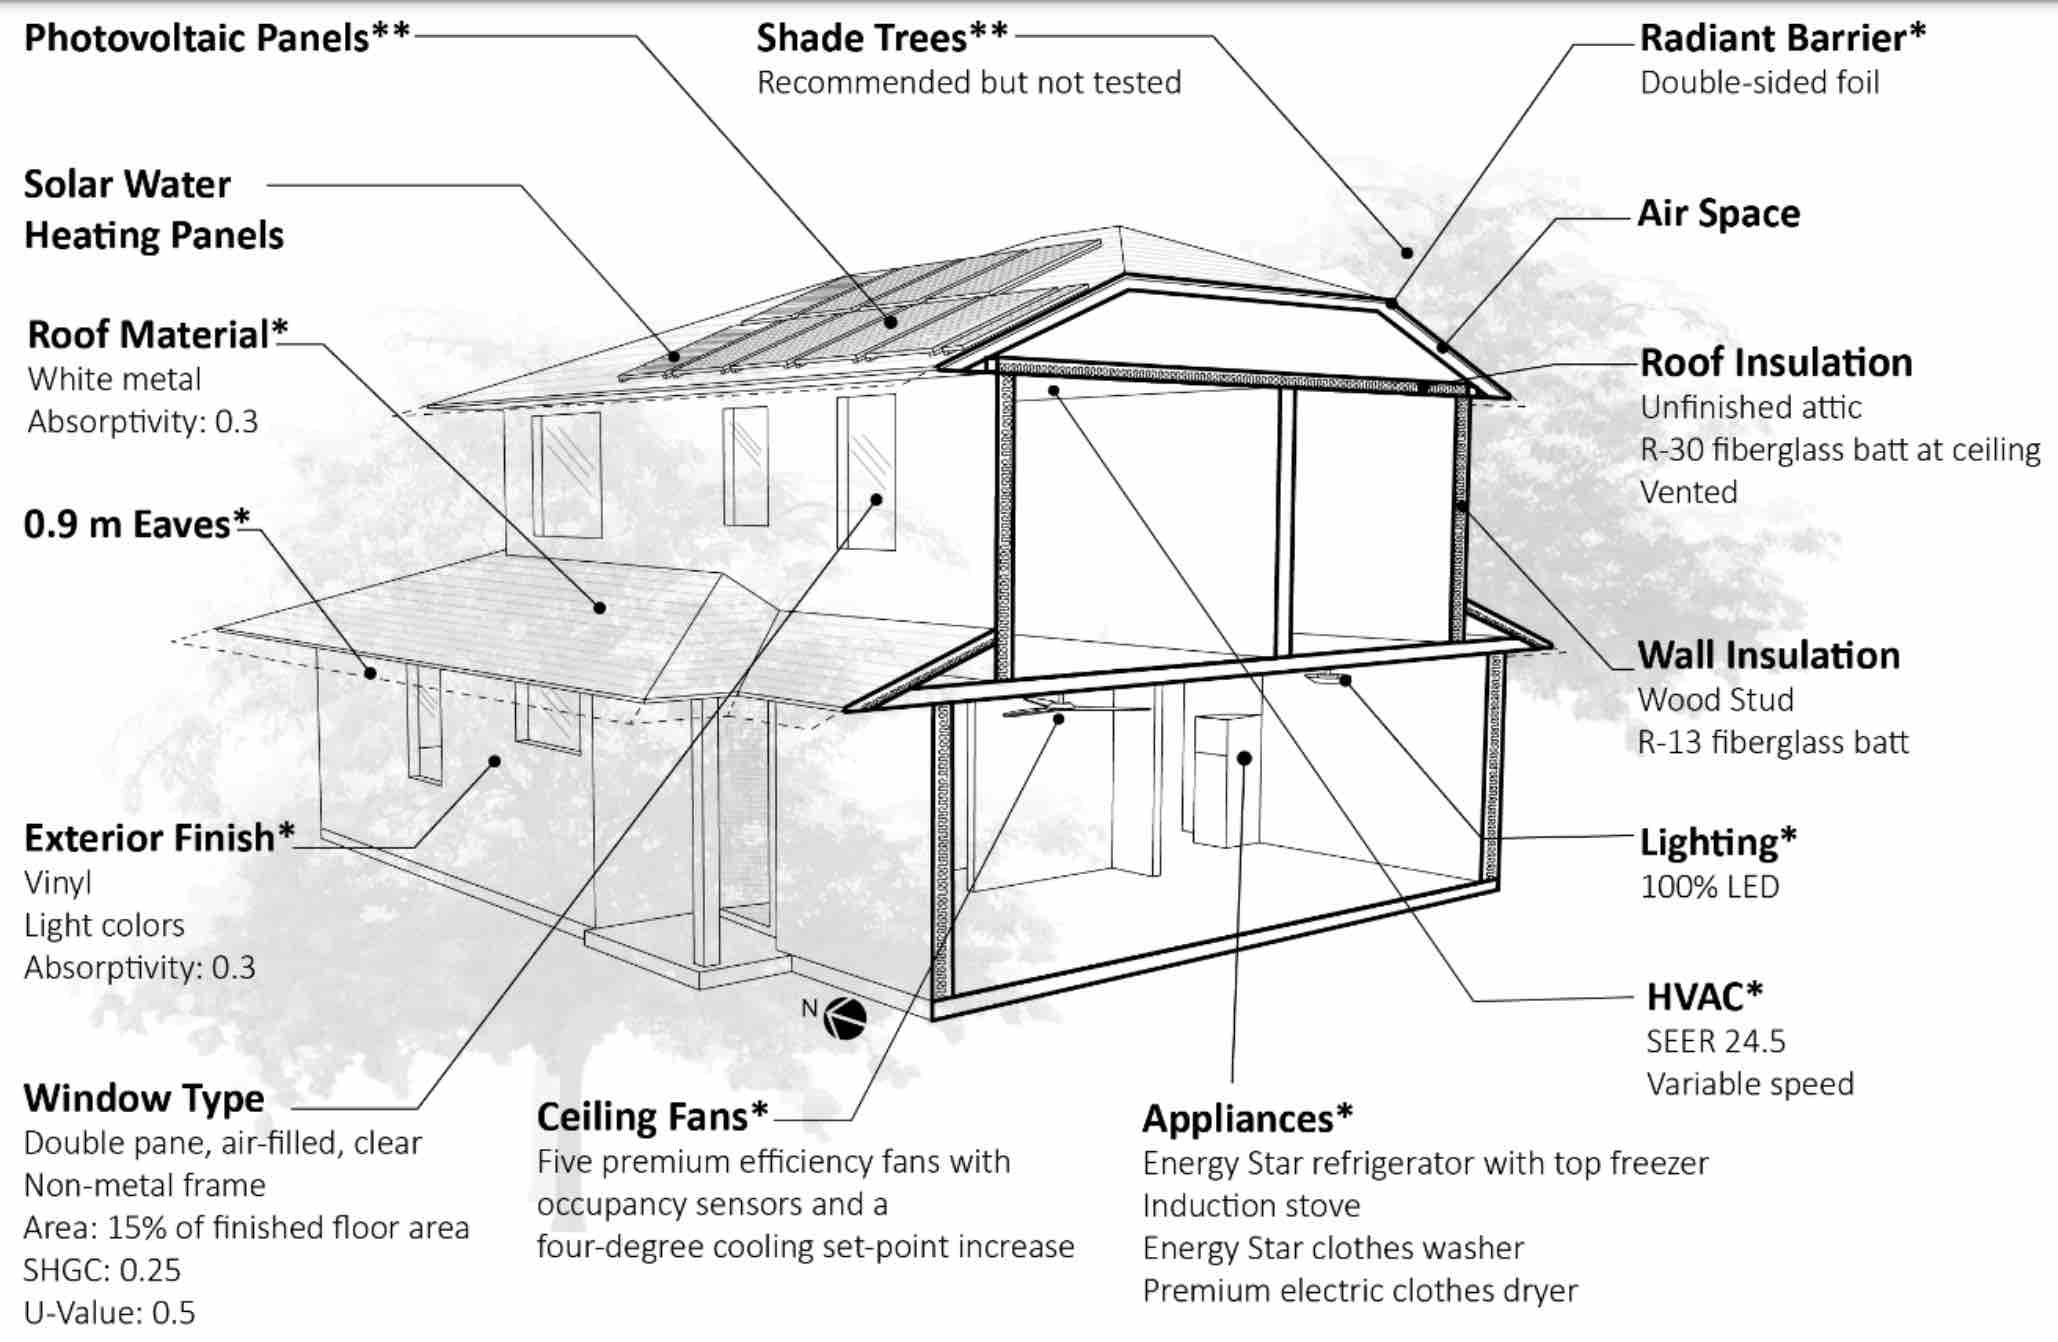 Photovoltaic Panels**
Shade Trees**
Recommended but not tested
Radiant Barrier*
Double-sided foil
Solar Water
Heating Panels
Air Space
Roof Material*
White metal
Absorptivity: 0.3
Roof Insulation
Unfinished attic
R-30 fiberglass batt at ceiling
Vented
0.9 m Eaves*
Wall Insulation
Wood Stud
R-13 fiberglass batt
Exterior Finish*
Vinyl
Light colors
Absorptivity: 0.3
Lighting*
100% LED
N
HVAC*
SEER 24.5
Variable speed
Window Type
Double pane, air-filled, clear
Non-metal frame
Area: 15% of finished floor area
SHGC: 0.25
U-Value: 0.5
Ceiling Fans*
Five premium efficiency fans with
occupancy sensors and a
four-degree cooling set-point increase
Appliances*
Energy Star refrigerator with top freezer
Induction stove
Energy Star clothes washer
Premium electric clothes dryer